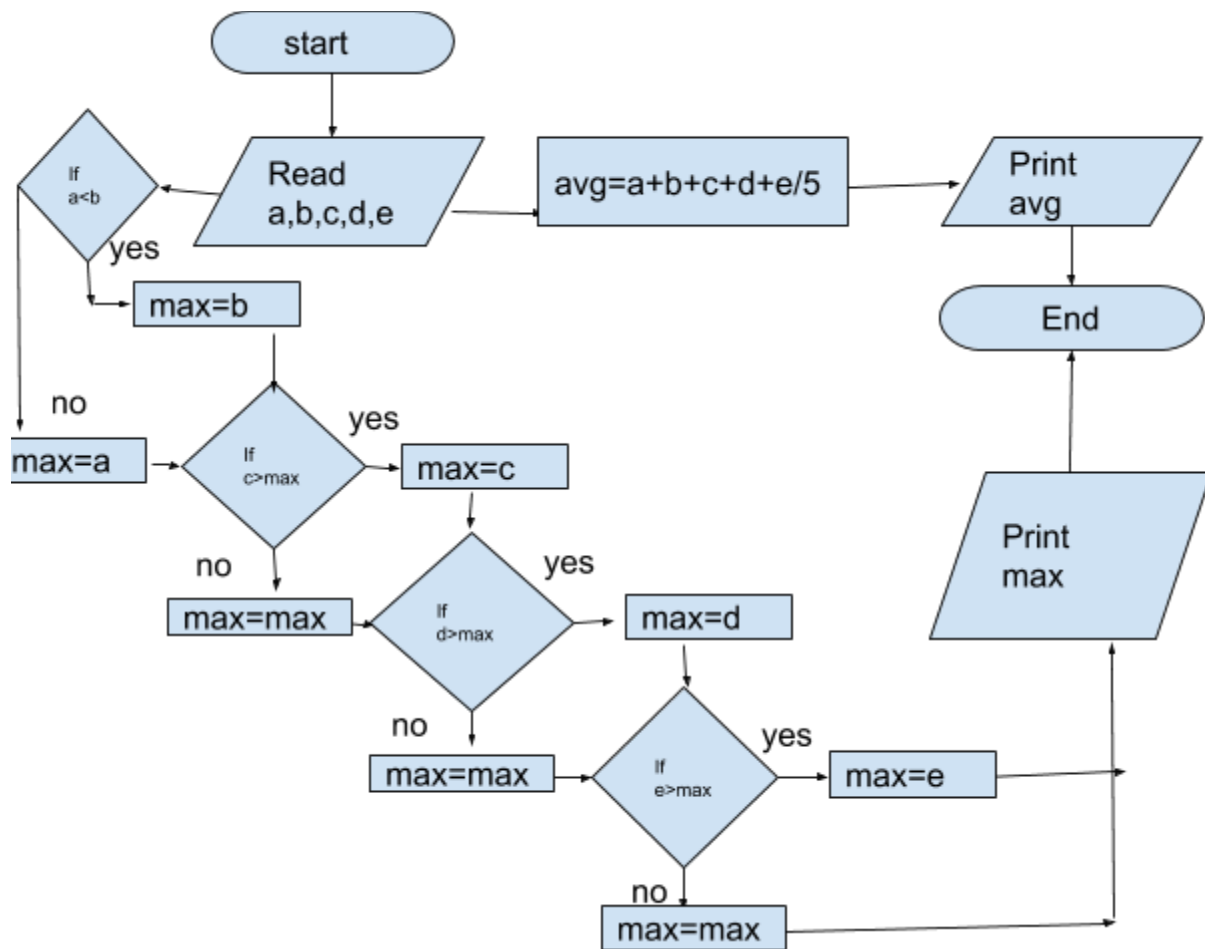 start
If
a<b
Read
a,b,c,d,e
avg=a+b+c+d+e/5
Print
avg
yes
max=b
End
no
max=a
If
c>max
yes
max=c
no
max=max
If
d>max
yes
max=d
Print
max
no
max=max
If
e>max
yes
max=e
no
max=max